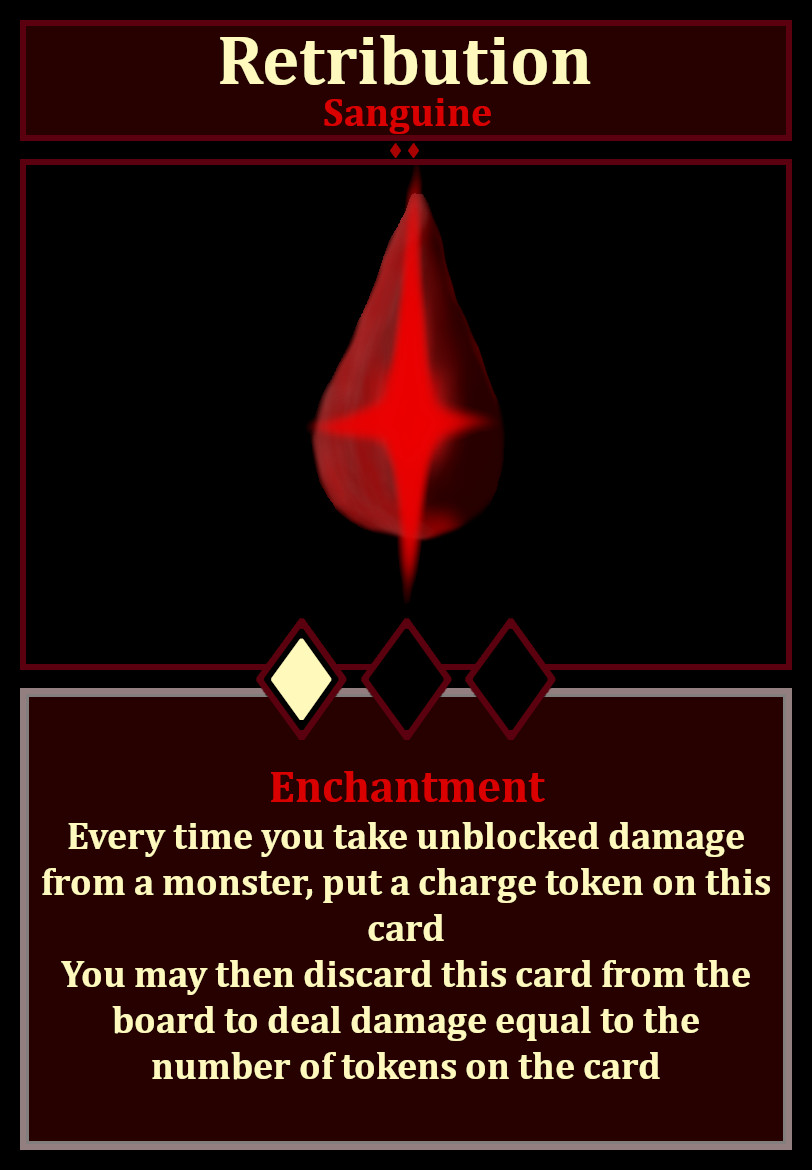 Retribution
Sanguine
Enchantment
Every time you take unblocked damage
from a monster, put a charge token on this
card
You may then discard this card from the
board to deal damage equal to the
number of tokens on the card